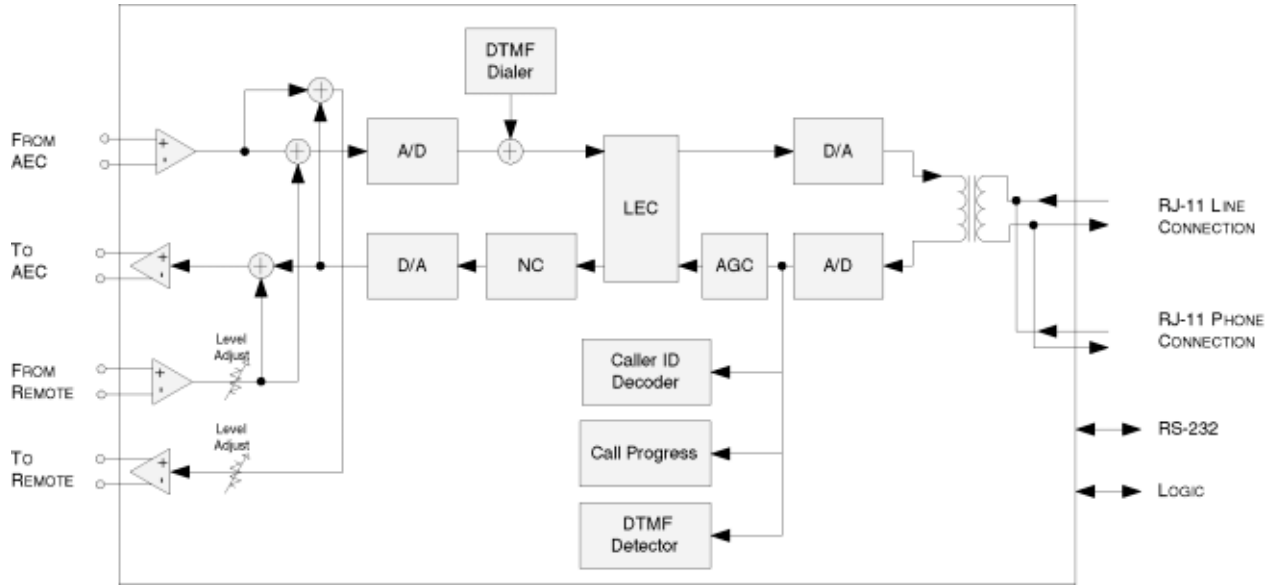 DTMF
Dialer
FROM
AEC
+
-
+
+
A/D
+
LEC
D/A
RJ-11 LINE
CONNECTION
TO
AEC
+
-
+
D/A
NC
AGC
A/D
RJ-11 PHONE
CONNECTION
FROM
REMOTE
+
-
Level
Adjust
Caller ID
Decoder
TO
REMOTE
+
-
Level
Adjust
Call Progress
RS-232
LOGIC
DTMF
Detector